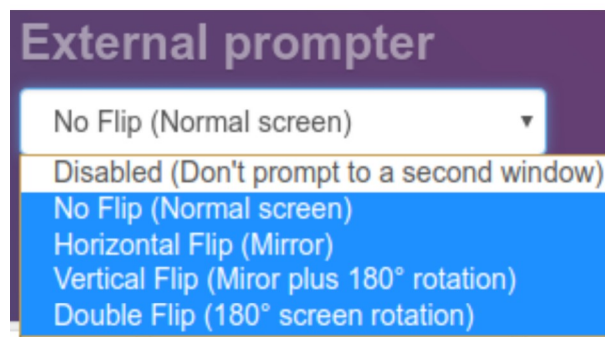 External prompter
No Flip (Normal screen)
Disabled (Don't prompt to a second window)
No Flip (Normal screen)
Horizontal Flip (Mirror)
Vertical Flip (Miror plus 180° rotation)
Double Flip (180° screen rotation)